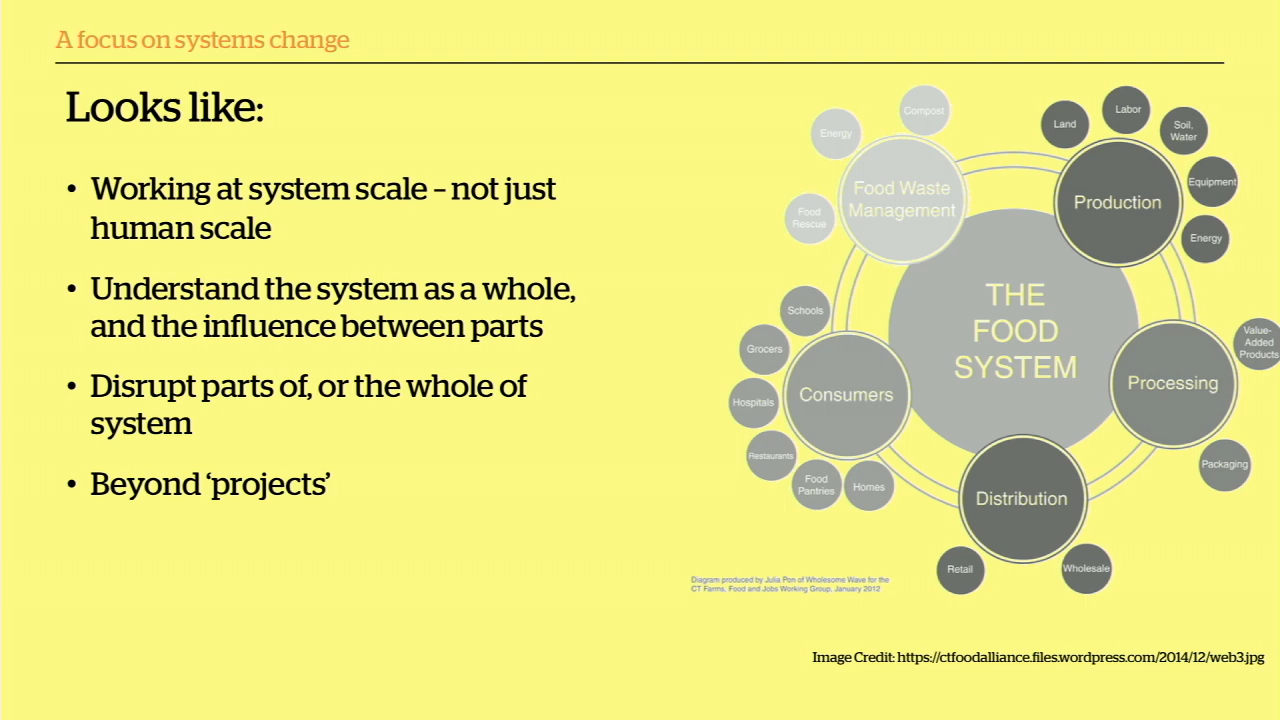 A focus on systems change
Looks like:
• Working at system scale – not just
human scale
• Understand the system as a whole,
and the influence between parts
• Disrupt parts of, or the whole of
system
• Beyond ‘projects’
THE
FOOD
SYSTEM
Food Waste
Management
Compost
Energy
Food
Rescue
Production
Land
Labor
Soil,
Water
Equipment
Energy
Processing
Value-
Added
Products
Packaging
Distribution
Wholesale
Retail
Consumers
Schools
Grocers
Hospitals
Restaurants
Food
Pantries
Homes
Diagram produced by Julia Pon of Wholesome Wave for the
CT Farms, Food and Jobs Working Group. January 2012
Image Credit: https://ctfoodalliance.files.wordpress.com/2014/12/web3.jpg